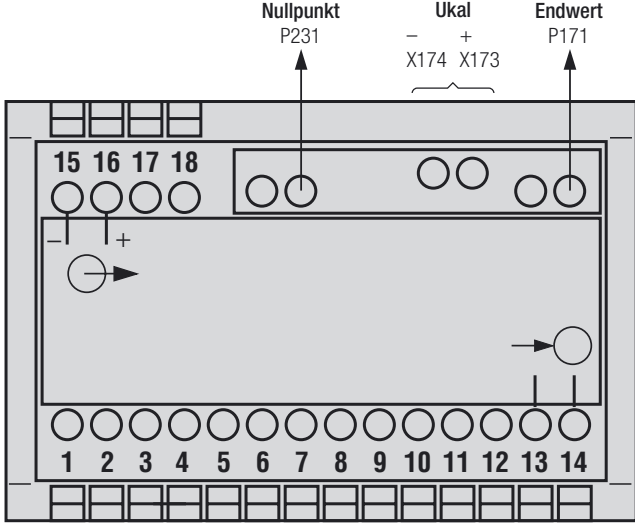 Nullpunkt Ukal Endwert
P231 – + P171
X174 X173
15 16 17 18
– +
1 2 3 4 5 6 7 8 9 10 11 12 13 14